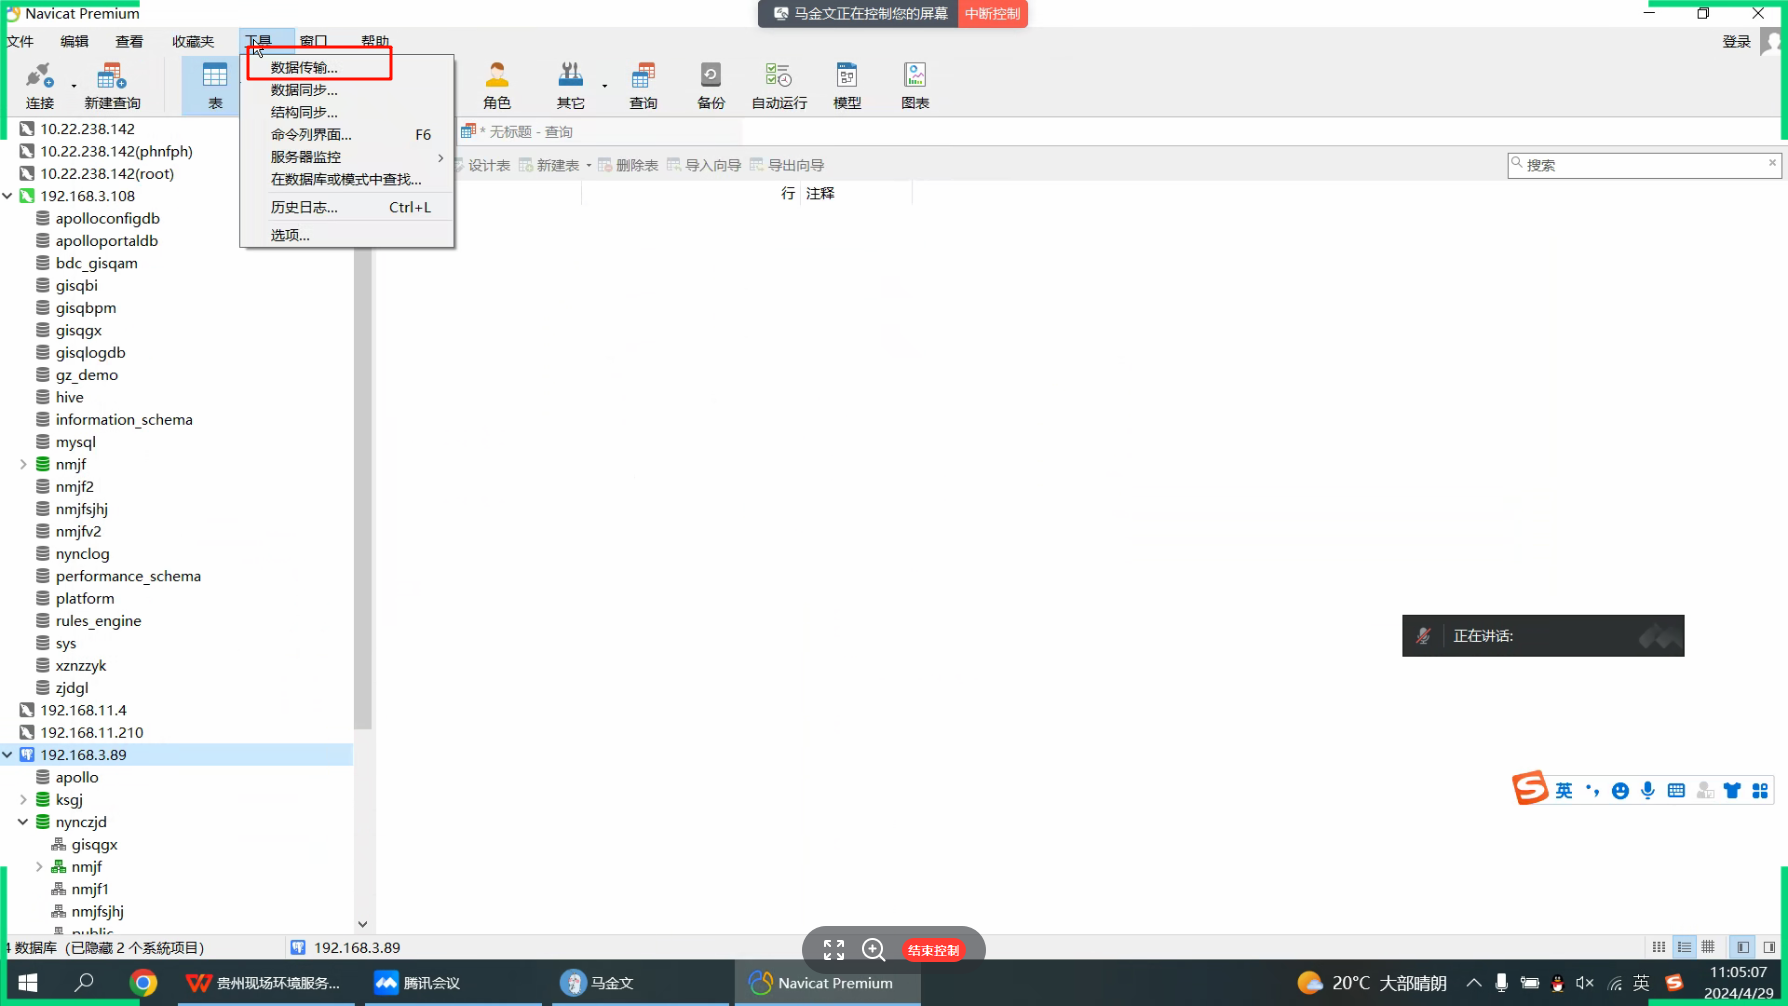 Navicat Premium
马金文正在控制您的屏幕 中断控制
文件 编辑 查看 收藏夹 工具 窗口 帮助
登录
连接 新建查询 表 角色 其它 查询 备份 自动运行 模型 图表
数据传输...
数据同步...
结构同步...
命令列界面... F6
服务器监控
在数据库或模式中查找...
历史日志... Ctrl+L
选项...
* 无标题 - 查询
设计表 新建表 删除表 导入向导 导出向导
搜索
行 注释
10.22.238.142
10.22.238.142(phnfph)
10.22.238.142(root)
192.168.3.108
apolloconfigdb
apolloportaldb
bdc_gisqam
gisqbi
gisqbpm
gisqgx
gisqlogdb
gz_demo
hive
information_schema
mysql
nmjf
nmjf2
nmjfsjhj
nmjfv2
nynclog
performance_schema
platform
rules_engine
sys
xznzzyk
zjdgl
192.168.11.4
192.168.11.210
192.168.3.89
apollo
ksgj
nynczjd
gisqgx
nmjf
nmjf1
nmjfsjhj
public
正在讲话:
英
4 数据库 (已隐藏 2 个系统项目) 192.168.3.89
结束控制
贵州现场环境服务... 腾讯会议 马金文 Navicat Premium
20°C 大部晴朗 英
11:05:07
2024/4/29